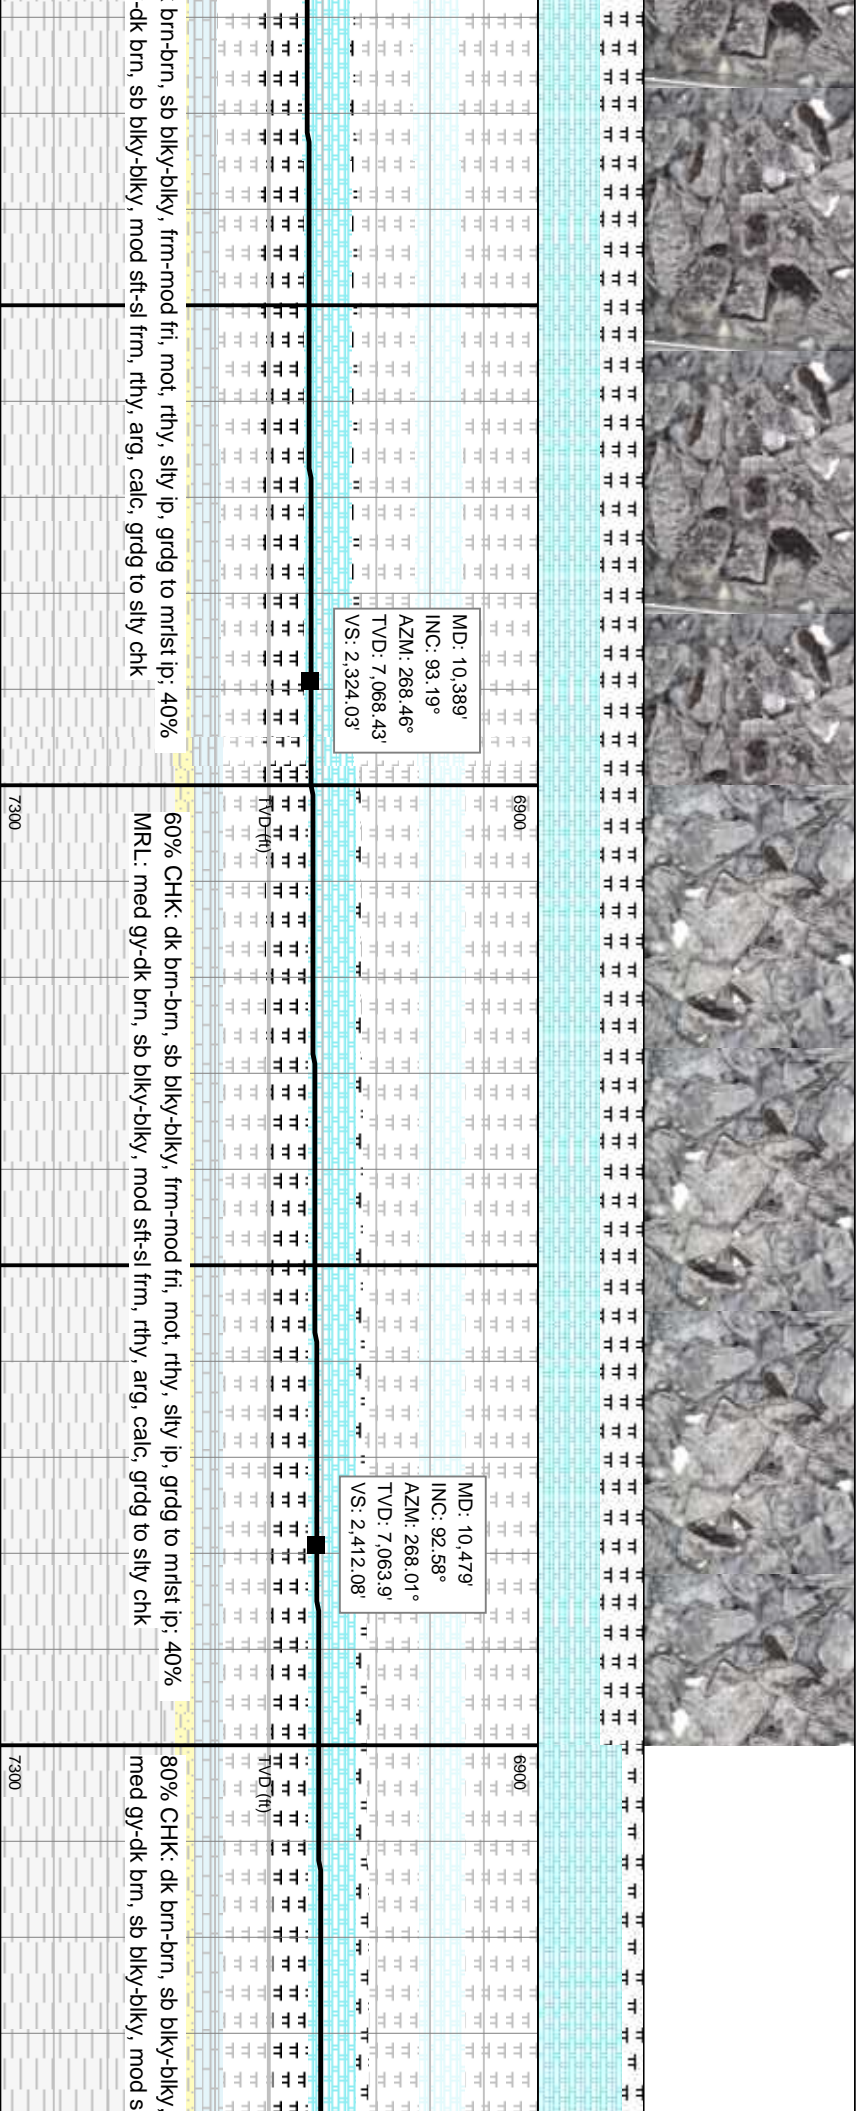 brn-brn, sb blky-blky, frm-mod fri, mot, rthy, slty ip, grdg to mrlst ip; 40%
-dk brn, sb blky-blky, mod sft-sl frm, rthy, arg, calc, grdg to slty chk
MD: 10,389'
INC: 93.19°
AZM: 268.46°
TVD: 7,068.43'
VS: 2,324.03'
6900
TVD (ft)
7300
60% CHK: dk brn-brn, sb blky-blky, frm-mod fri, mot, rthy, slty ip, grdg to mrlst ip; 40%
MRL: med gy-dk brn, sb blky-blky, mod sft-sl frm, rthy, arg, calc, grdg to slty chk
MD: 10,479'
INC: 92.58°
AZM: 268.01°
TVD: 7,063.9'
VS: 2,412.08'
6900
TVD (ft)
7300
80% CHK: dk brn-brn, sb blky-blky,
med gy-dk brn, sb blky-blky, mod s